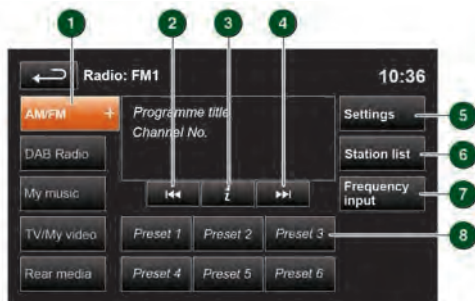 1 2 3 4
Radio: FM1 10:36
AM/FM + Programme title Settings 5
Channel No.
DAB Radio Station list 6
My music i Frequency input 7
TV/My video Preset 1 Preset 2 Preset 3 8
Rear media Preset 4 Preset 5 Preset 6